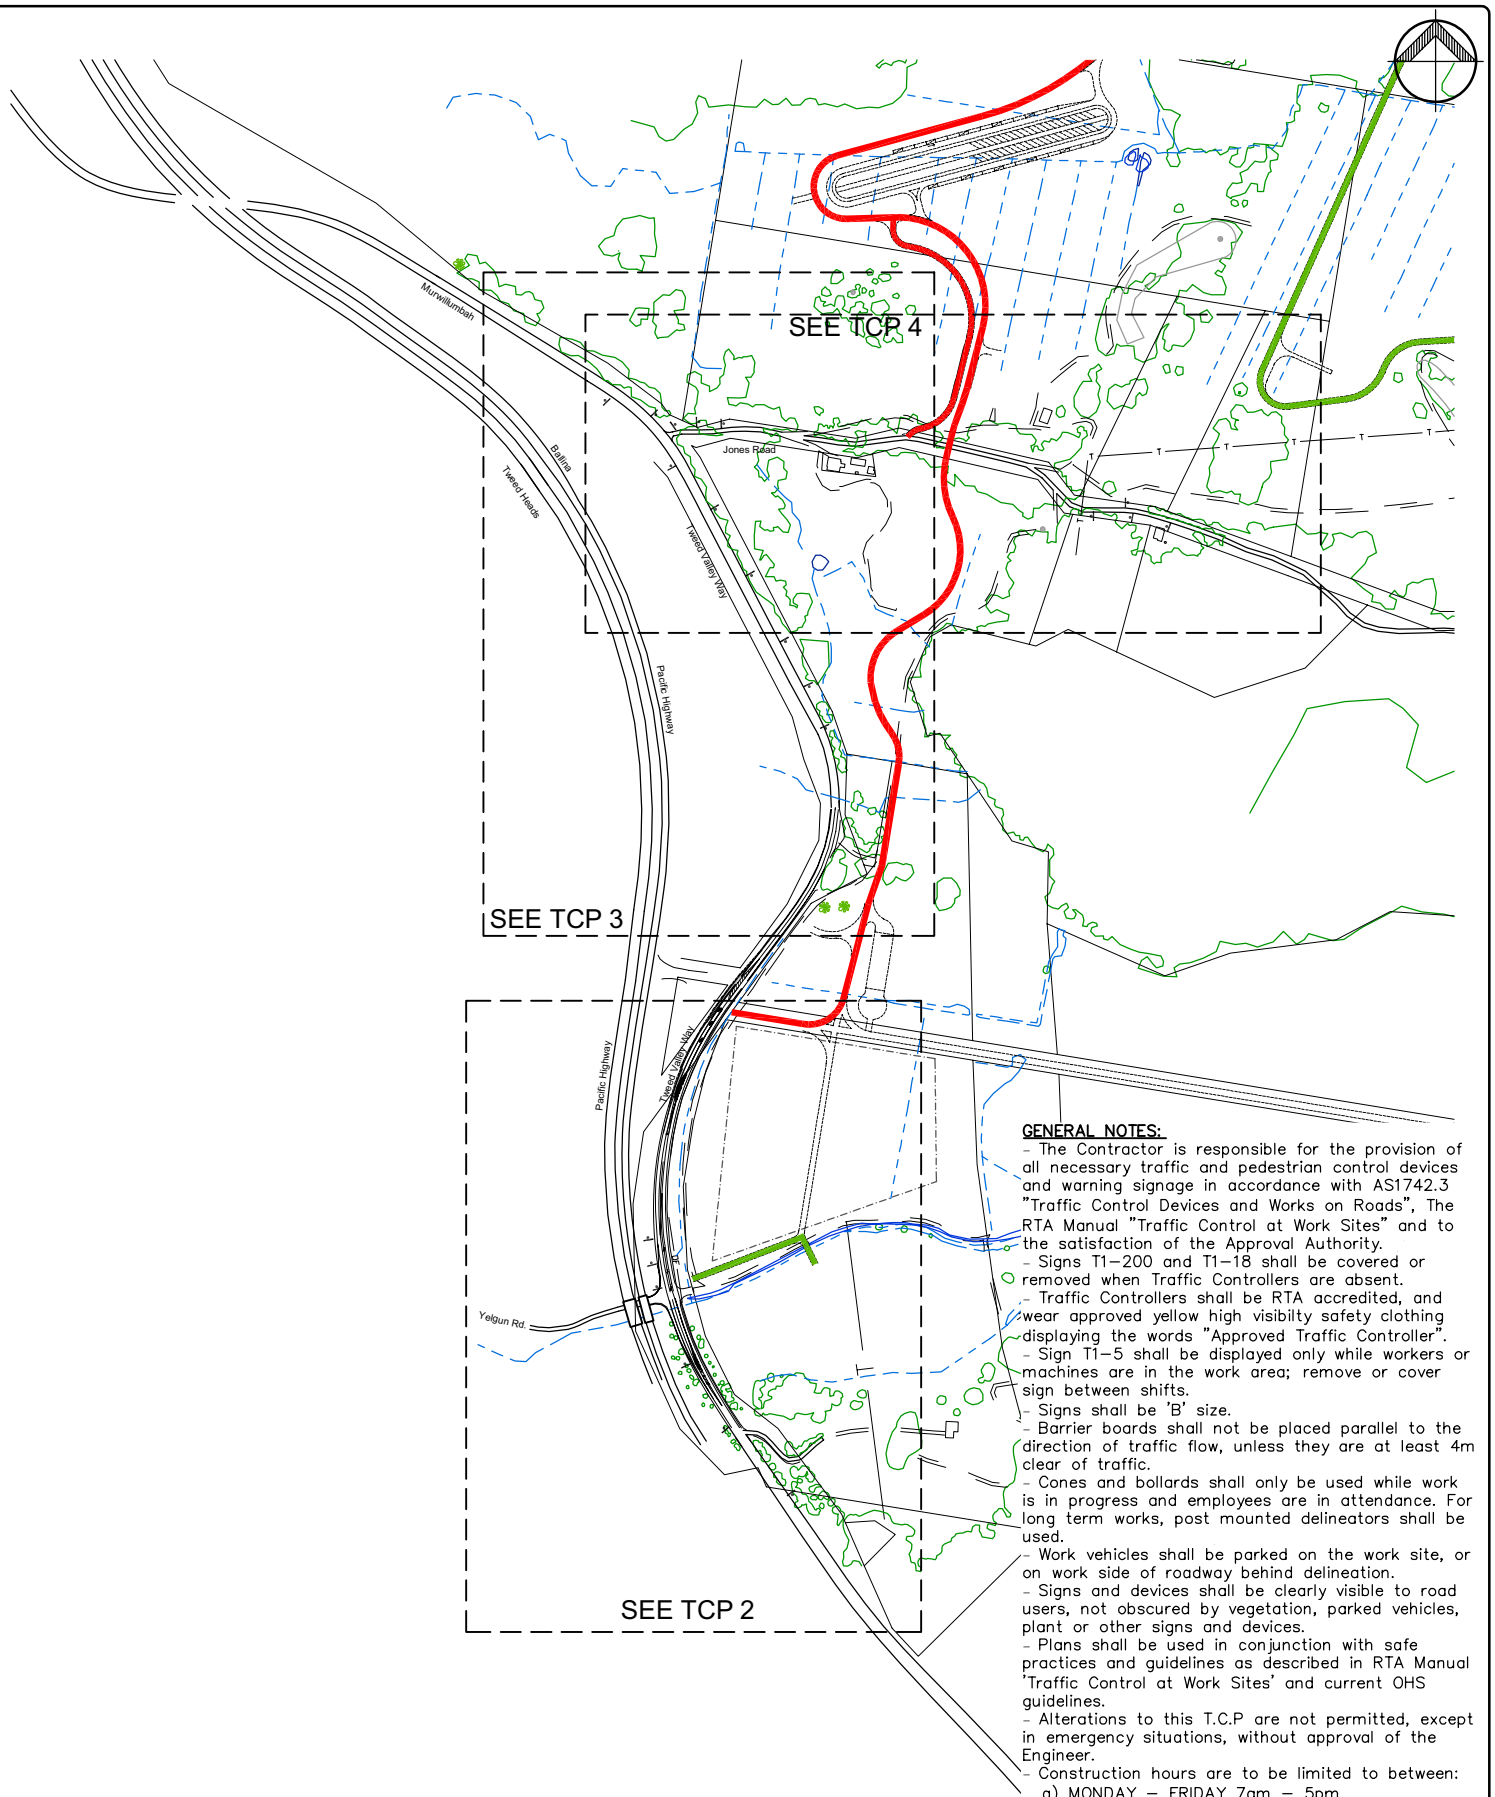 Murwillumbah
SEE TCP 4
Jones Road
Ballina
Tweed Heads
Tweed Valley Way
Pacific Highway
SEE TCP 3
Tweed Valley Way
Pacific Highway
Yelgun Rd.
SEE TCP 2
T
T
T
T
T
T
GENERAL NOTES:
- The Contractor is responsible for the provision of
all necessary traffic and pedestrian control devices
and warning signage in accordance with AS1742.3
"Traffic Control Devices and Works on Roads", The
RTA Manual "Traffic Control at Work Sites" and to
the satisfaction of the Approval Authority.
- Signs T1-200 and T1-18 shall be covered or
removed when Traffic Controllers are absent.
- Traffic Controllers shall be RTA accredited, and
wear approved yellow high visibilty safety clothing
displaying the words "Approved Traffic Controller".
- Sign T1-5 shall be displayed only while workers or
machines are in the work area; remove or cover
sign between shifts.
- Signs shall be 'B' size.
- Barrier boards shall not be placed parallel to the
direction of traffic flow, unless they are at least 4m
clear of traffic.
- Cones and bollards shall only be used while work
is in progress and employees are in attendance. For
long term works, post mounted delineators shall be
used.
- Work vehicles shall be parked on the work site, or
on work side of roadway behind delineation.
- Signs and devices shall be clearly visible to road
users, not obscured by vegetation, parked vehicles,
plant or other signs and devices.
- Plans shall be used in conjunction with safe
practices and guidelines as described in RTA Manual
'Traffic Control at Work Sites' and current OHS
guidelines.
- Alterations to this T.C.P are not permitted, except
in emergency situations, without approval of the
Engineer.
- Construction hours are to be limited to between:
a) MONDAY - FRIDAY 7am - 5pm